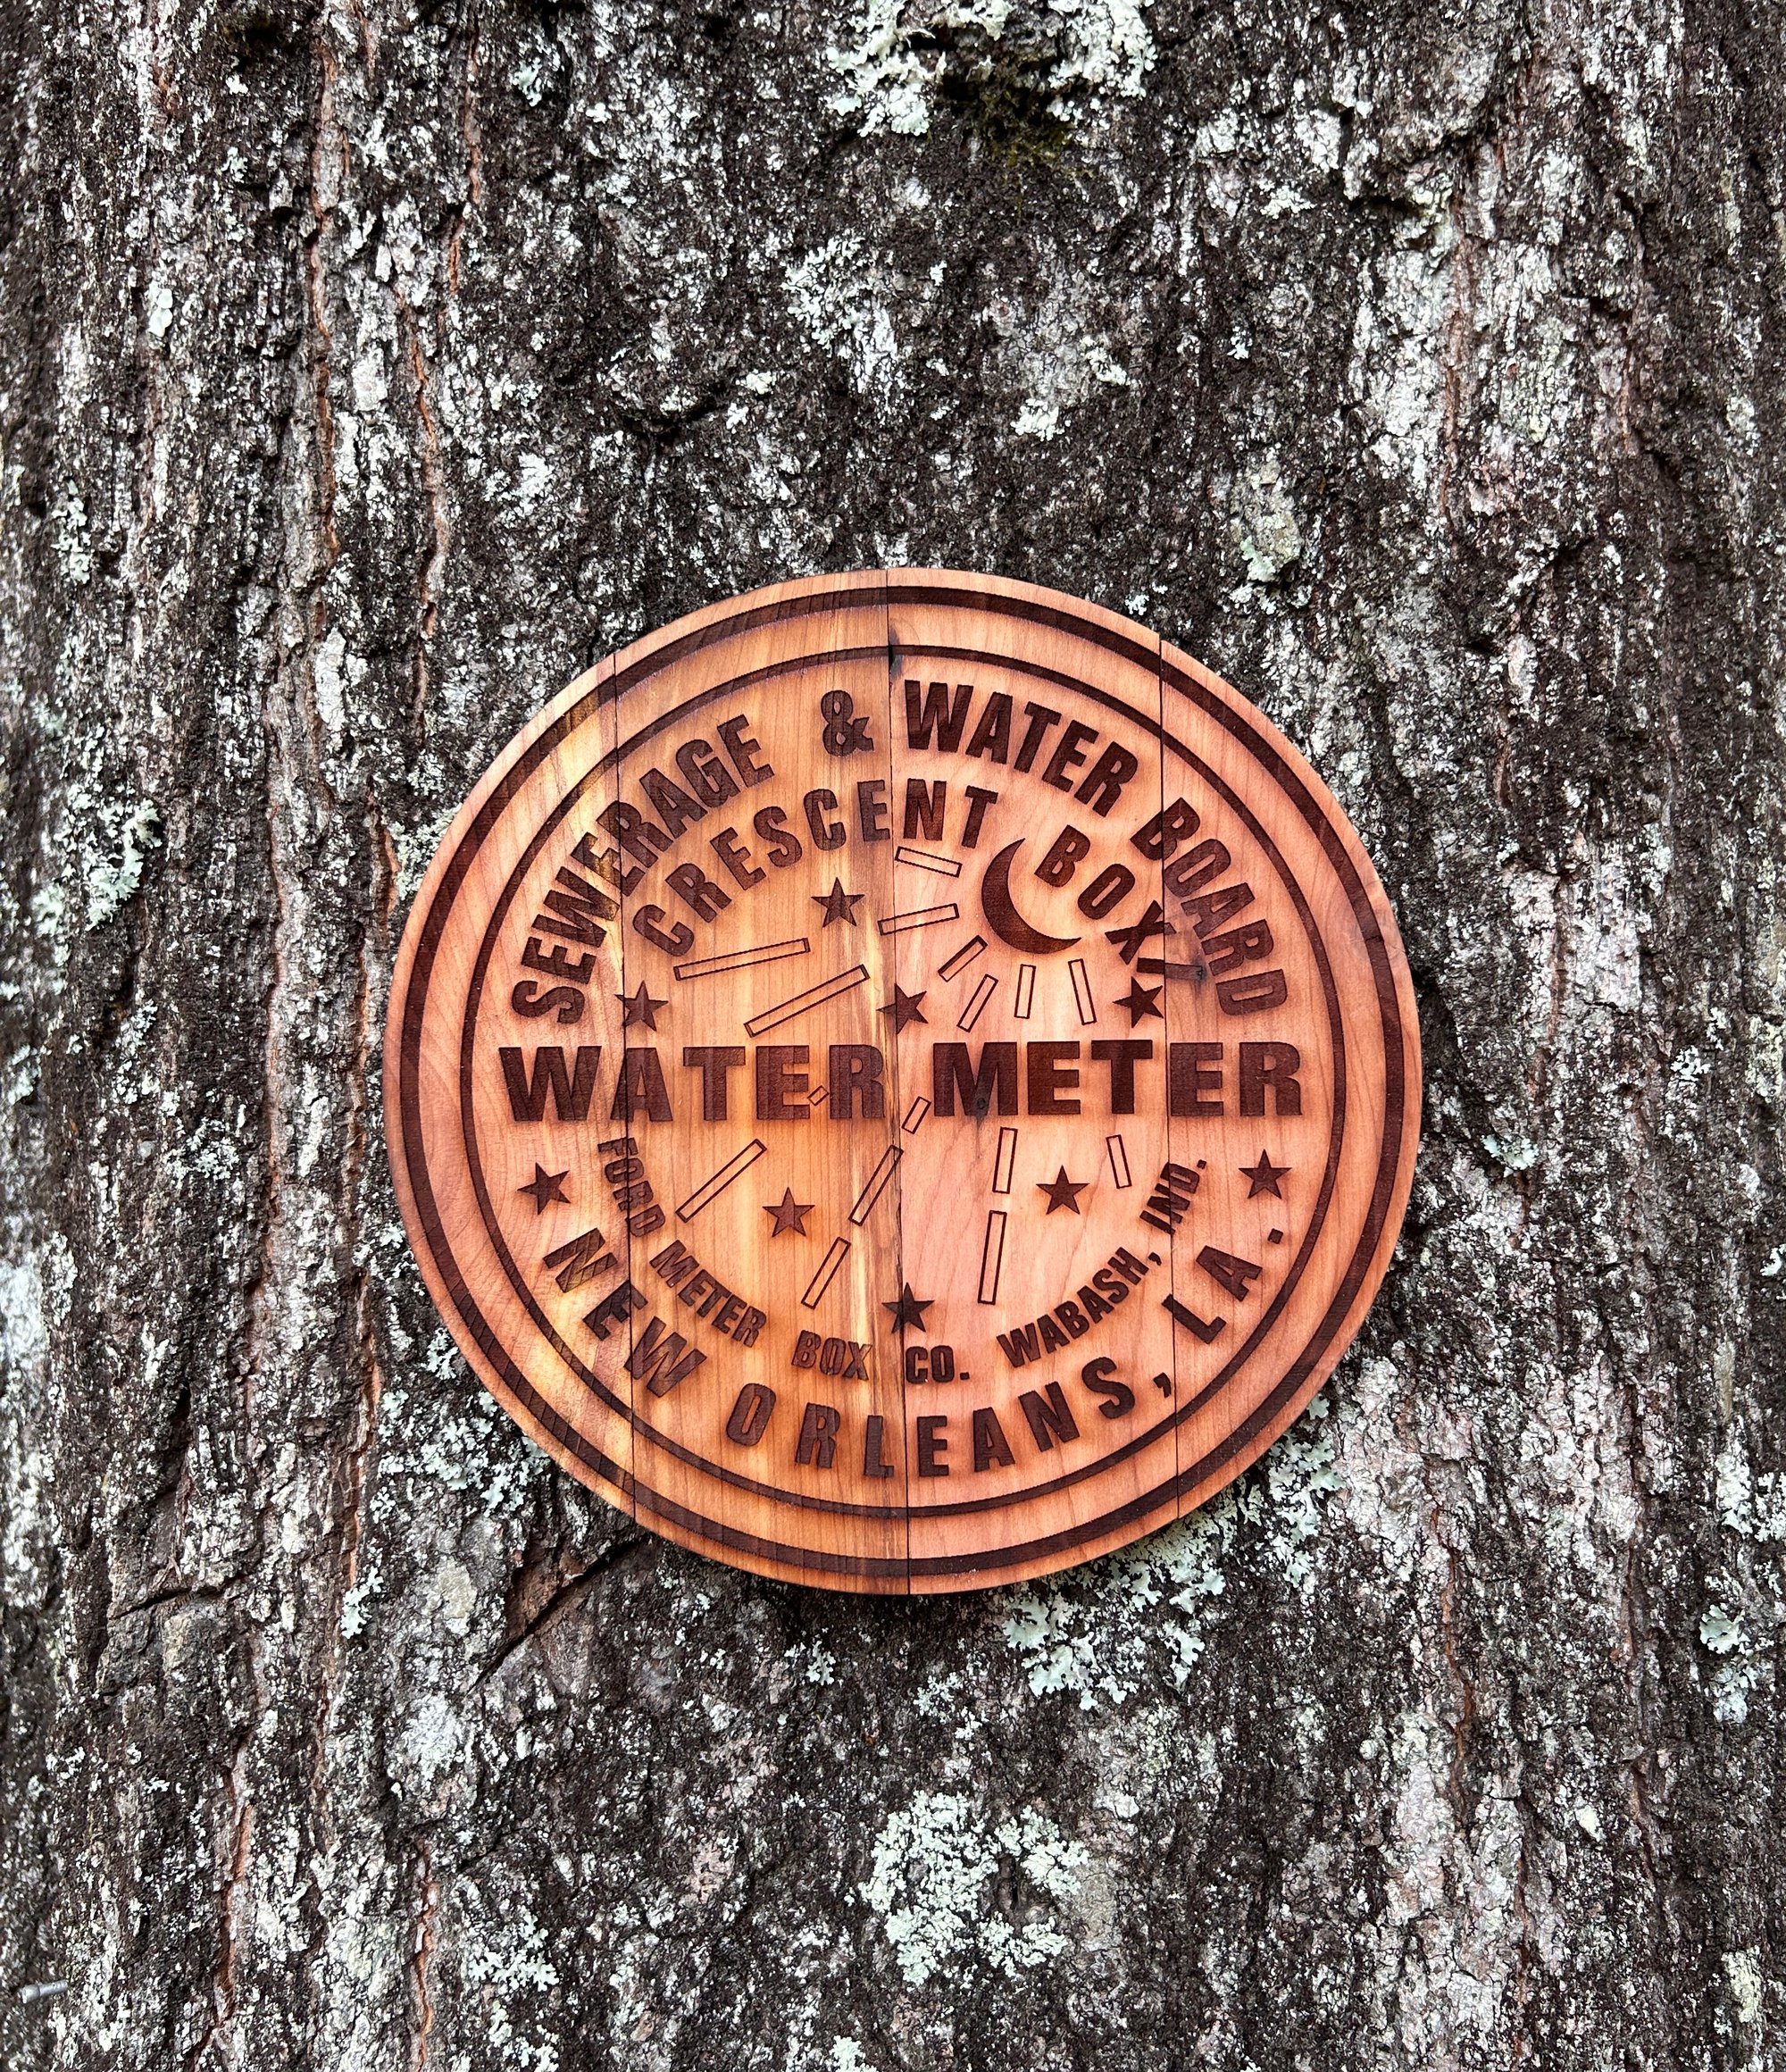 SEWERAGE & WATER BOARD
CRESCENT BOX
WATER METER
FORD METER BOX CO. WABASH, IND.
NEW ORLEANS, LA.